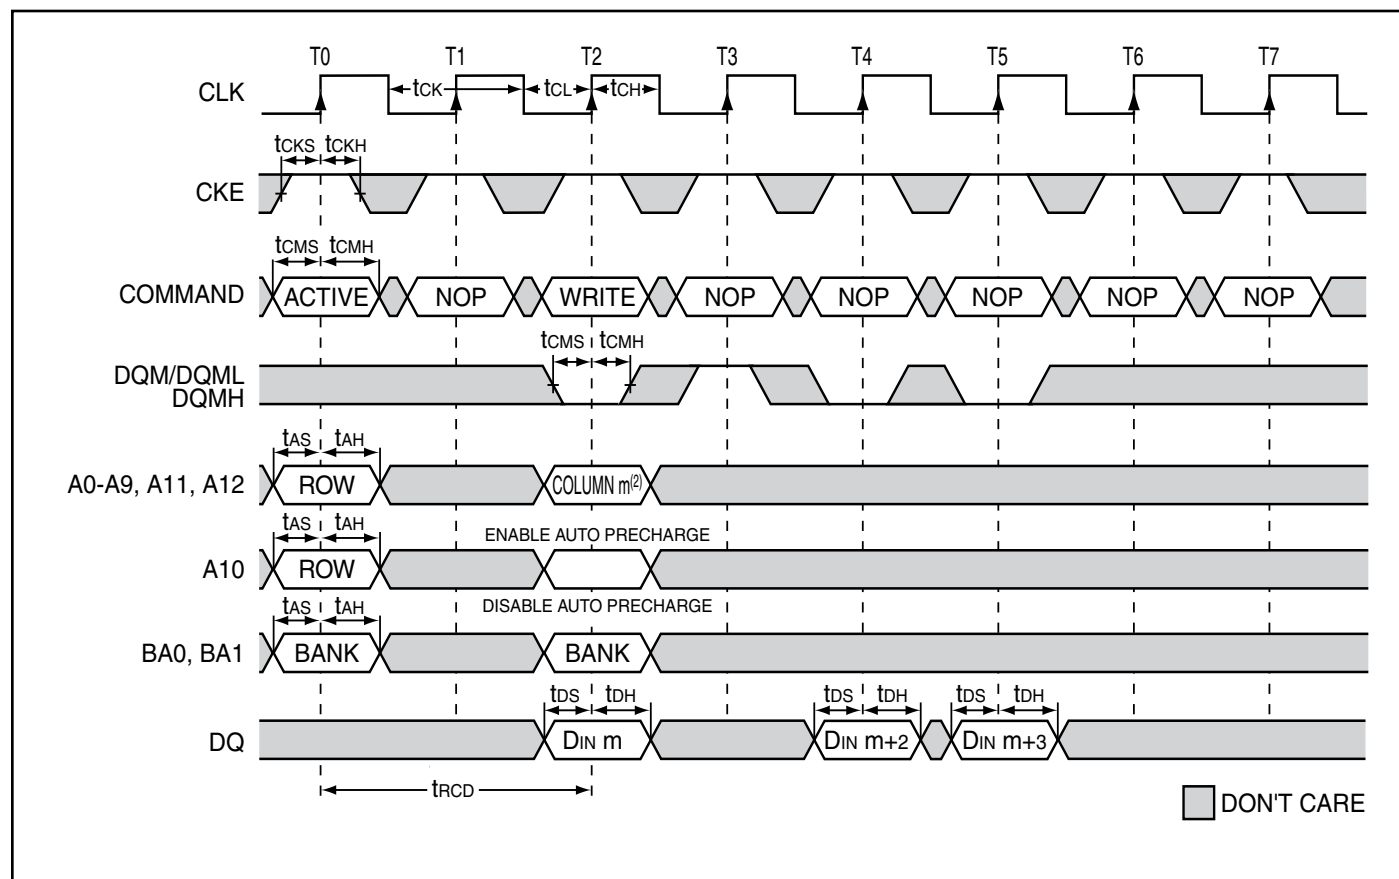 T0 T1 T2 T3 T4 T5 T6 T7
CLK tCK tCL tCH
tCKS tCKH
CKE
tCMS tCMH
COMMAND ACTIVE NOP WRITE NOP NOP NOP NOP NOP
tCMS tCMH
DQM/DQML
DQMH
tAS tAH
A0-A9, A11, A12 ROW COLUMN m(2)
tAS tAH ENABLE AUTO PRECHARGE
A10 ROW
tAS tAH DISABLE AUTO PRECHARGE
BA0, BA1 BANK BANK
tDS tDH tDS tDH tDS tDH
DQ DIN m DIN m+2 DIN m+3
tRCD
DON'T CARE